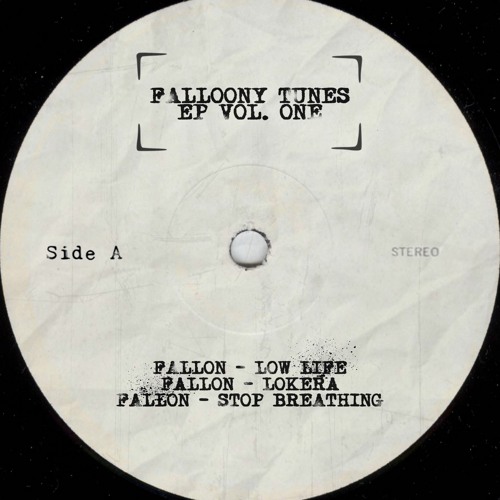 FALLOONY TUNES
EP VOL. ONE
Side A
STEREO
FALLON - LOW LIFE
FALLON - LOKERA
FALLON - STOP BREATHING